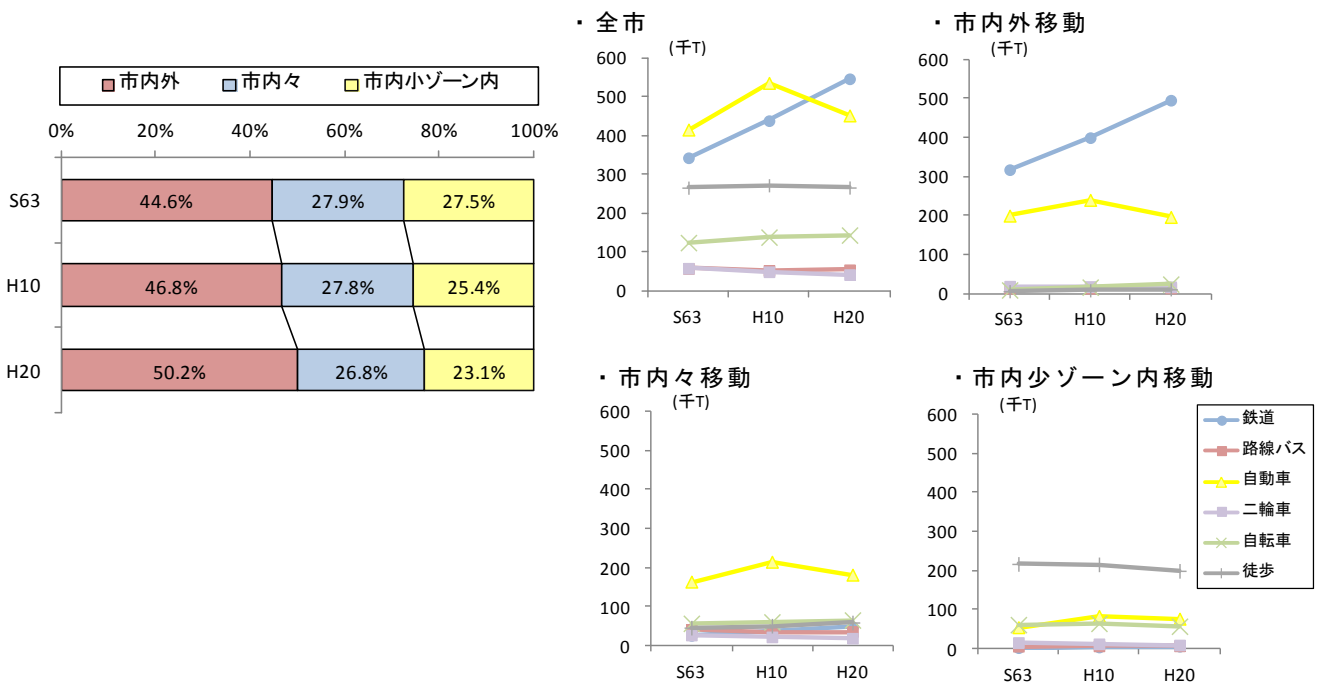 市内外 市内々 市内小ゾーン内
0% 20% 40% 60% 80% 100%
S63 44.6% 27.9% 27.5%
H10 46.8% 27.8% 25.4%
H20 50.2% 26.8% 23.1%
・全市
(千T)
600
500
400
300
200
100
0
S63 H10 H20
・市内外移動
(千T)
600
500
400
300
200
100
0
S63 H10 H20
・市内々移動
(千T)
600
500
400
300
200
100
0
S63 H10 H20
・市内少ゾーン内移動
(千T)
600
500
400
300
200
100
0
S63 H10 H20
鉄道
路線バス
自動車
二輪車
自転車
徒歩